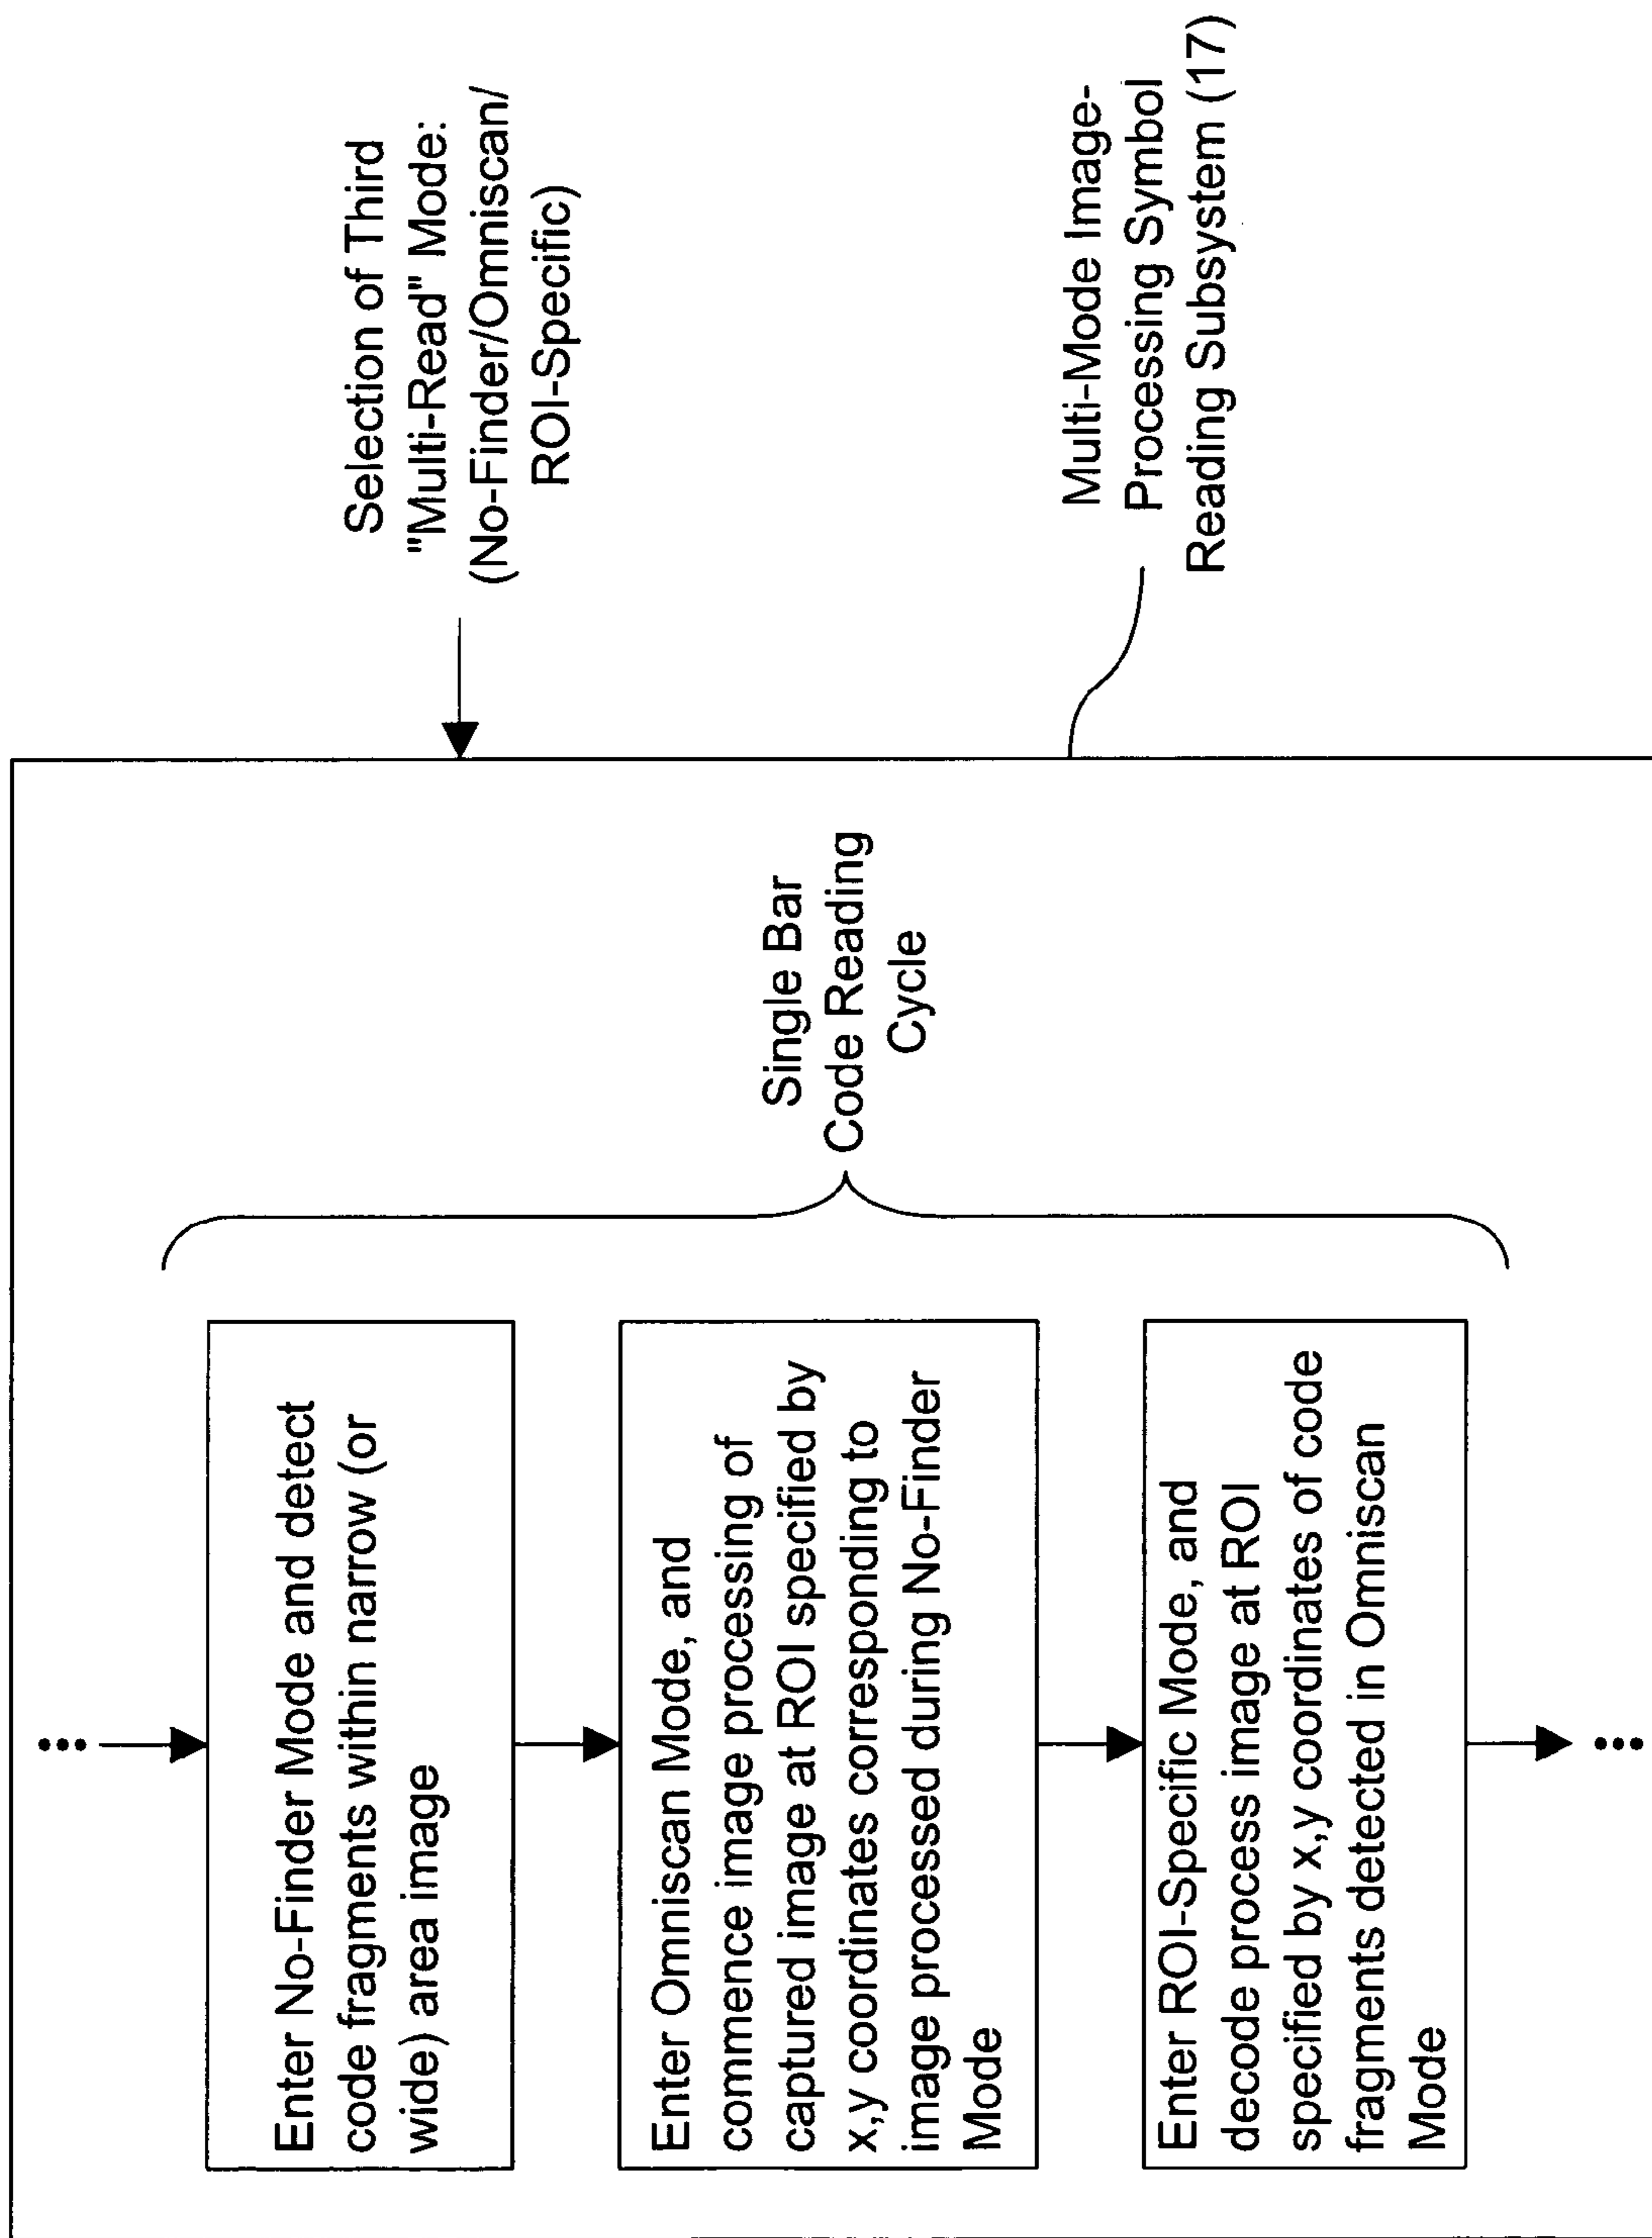 Enter No-Finder Mode and detect
code fragments within narrow (or
wide) area image
Enter Omniscan Mode, and
commence image processing of
captured image at ROI specified by
x,y coordinates corresponding to
image processed during No-Finder
Mode
Enter ROI-Specific Mode, and
decode process image at ROI
specified by x,y coordinates of code
fragments detected in Omniscan
Mode
Single Bar
Code Reading
Cycle
Selection of Third
"Multi-Read" Mode:
(No-Finder/Omniscan/
ROI-Specific)
Multi-Mode Image-
Processing Symbol
Reading Subsystem (17)